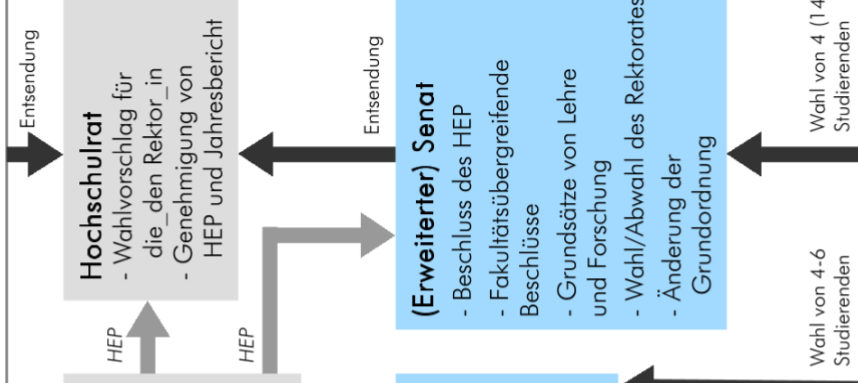 Entsendung
Hochschulrat
- Wahlvorschlag für
die_den Rektor_in
- Genehmigung von
HEP und Jahresbericht
HEP
Entsendung
HEP
(Erweiterter) Senat
- Beschluss des HEP
- Fakultätsübergreifende
Beschlüsse
- Grundsätze von Lehre
und Forschung
- Wahl/Abwahl des Rektorates
- Änderung der
Grundordnung
Wahl von 4 (14
Studierenden
Wahl von 4-6
Studierenden